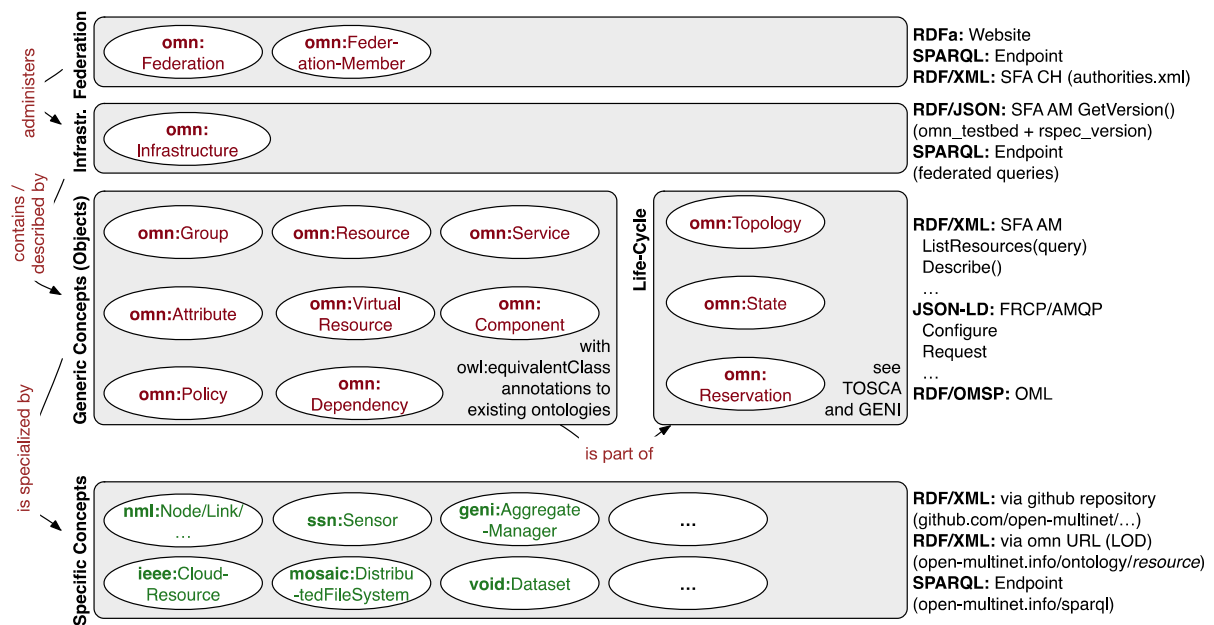 Federation
omn:
Federation
omn:Feder-
ation-Member
RDFa: Website
SPARQL: Endpoint
RDF/XML: SFA CH (authorities.xml)
administers
Infrastr.
omn:
Infrastructure
RDF/JSON: SFA AM GetVersion()
(omn_testbed + rspec_version)
SPARQL: Endpoint
(federated queries)
contains /
described by
Generic Concepts (Objects)
omn:Group
omn:Resource
omn:Service
omn:Attribute
omn:Virtual
Resource
omn:
Component
omn:Policy
omn:
Dependency
with
owl:equivalentClass
annotations to
existing ontologies
Life-Cycle
omn:Topology
omn:State
omn:
Reservation
see
TOSCA
and GENI
RDF/XML: SFA AM
ListResources(query)
Describe()
...
JSON-LD: FRCP/AMQP
Configure
Request
...
RDF/OMSP: OML
is part of
is specialized by
Specific Concepts
nml:Node/Link/
...
ssn:Sensor
geni:Aggregate
-Manager
...
ieee:Cloud-
Resource
mosaic:Distribu
-tedFileSystem
void:Dataset
...
RDF/XML: via github repository
(github.com/open-multinet/...)
RDF/XML: via omn URL (LOD)
(open-multinet.info/ontology/resource)
SPARQL: Endpoint
(open-multinet.info/sparql)